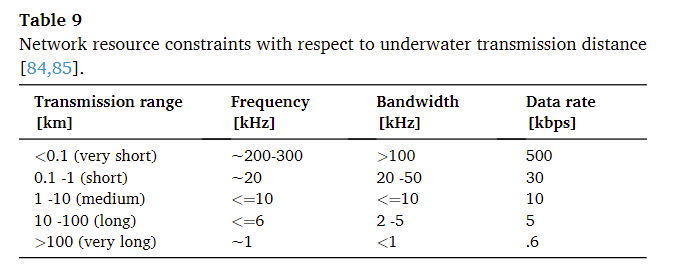 Table 9
Network resource constraints with respect to underwater transmission distance
[84,85].
Transmission range Frequency Bandwidth Data rate
[km] [kHz] [kHz] [kbps]
<0.1 (very short) ~200-300 >100 500
0.1 -1 (short) ~20 20 -50 30
1 -10 (medium) <=10 <=10 10
10 -100 (long) <=6 2 -5 5
>100 (very long) ~1 <1 .6